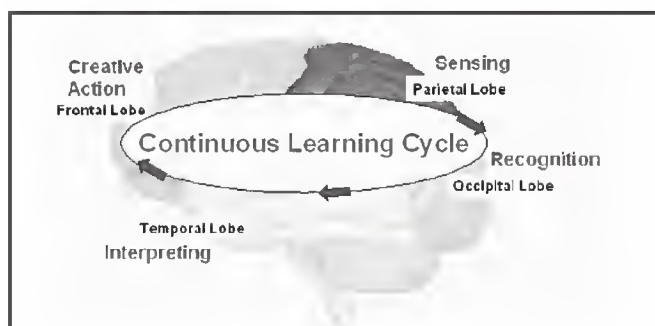 Creative
Action
Frontal Lobe
Sensing
Parietal Lobe
Continuous Learning Cycle
Recognition
Occipital Lobe
Temporal Lobe
Interpreting